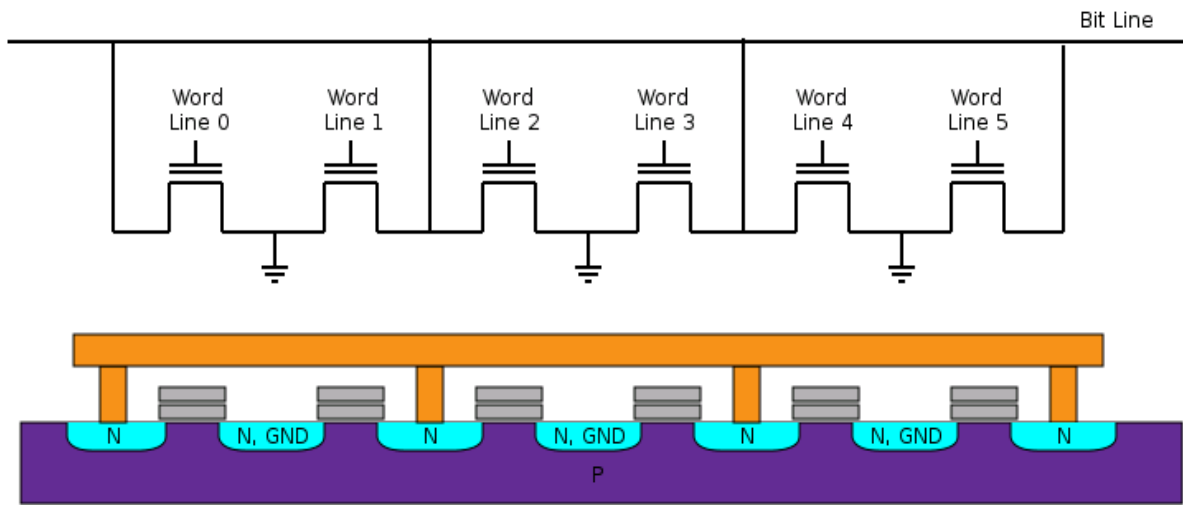 Bit Line
Word
Line 0
Word
Line 1
Word
Line 2
Word
Line 3
Word
Line 4
Word
Line 5
N
N, GND
N
N, GND
N
N, GND
N
P